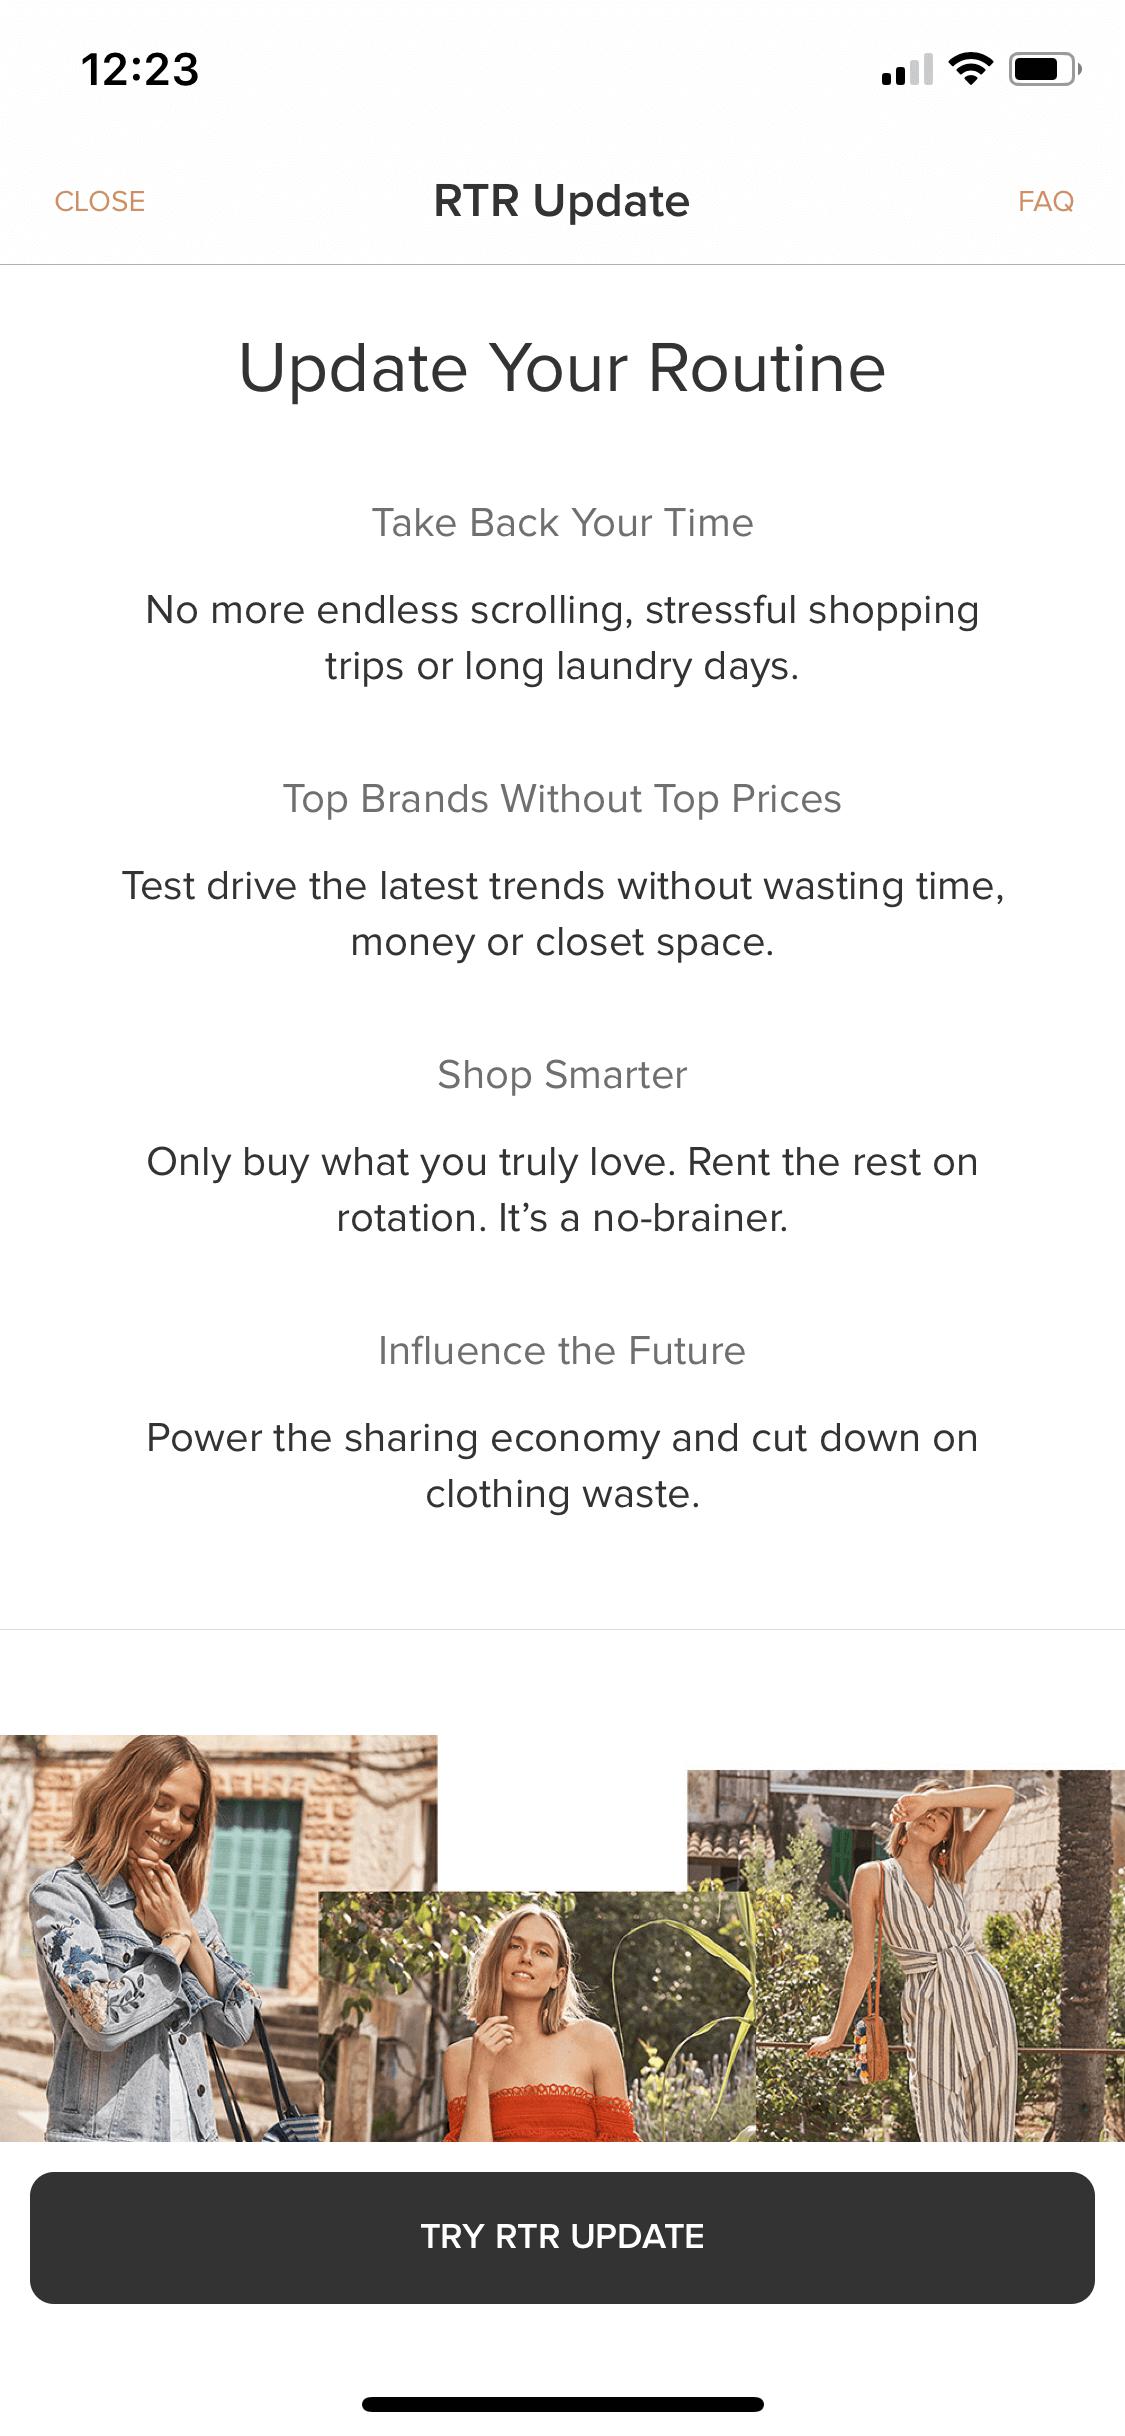 12:23
CLOSE
RTR Update
FAQ
Update Your Routine
Take Back Your Time
No more endless scrolling, stressful shopping
trips or long laundry days.
Top Brands Without Top Prices
Test drive the latest trends without wasting time,
money or closet space.
Shop Smarter
Only buy what you truly love. Rent the rest on
rotation. It’s a no-brainer.
Influence the Future
Power the sharing economy and cut down on
clothing waste.
TRY RTR UPDATE